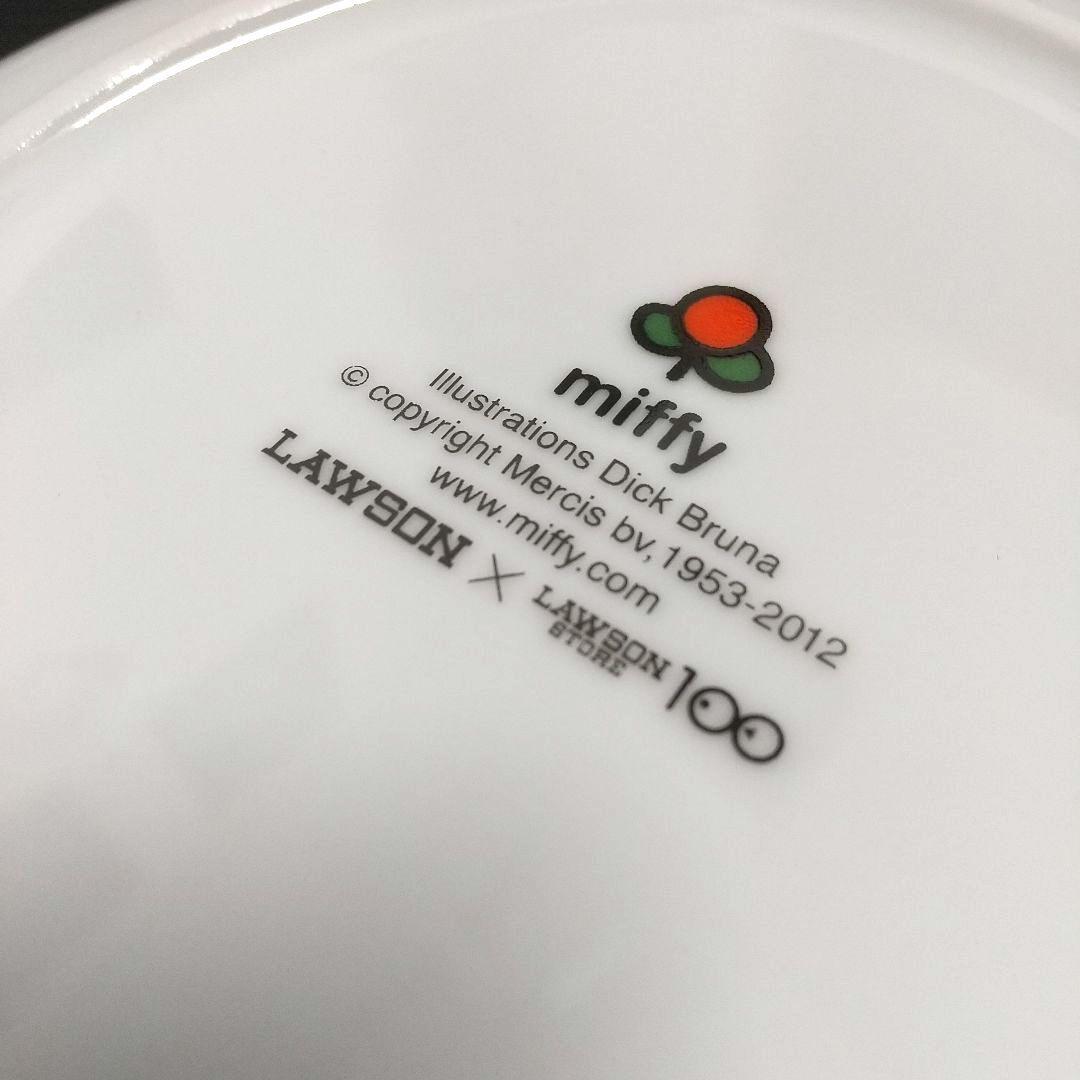 miffy
Illustrations Dick Bruna
© copyright Mercis bv, 1953-2012
www.miffy.com
LAWSON × LAWSON STORE 100